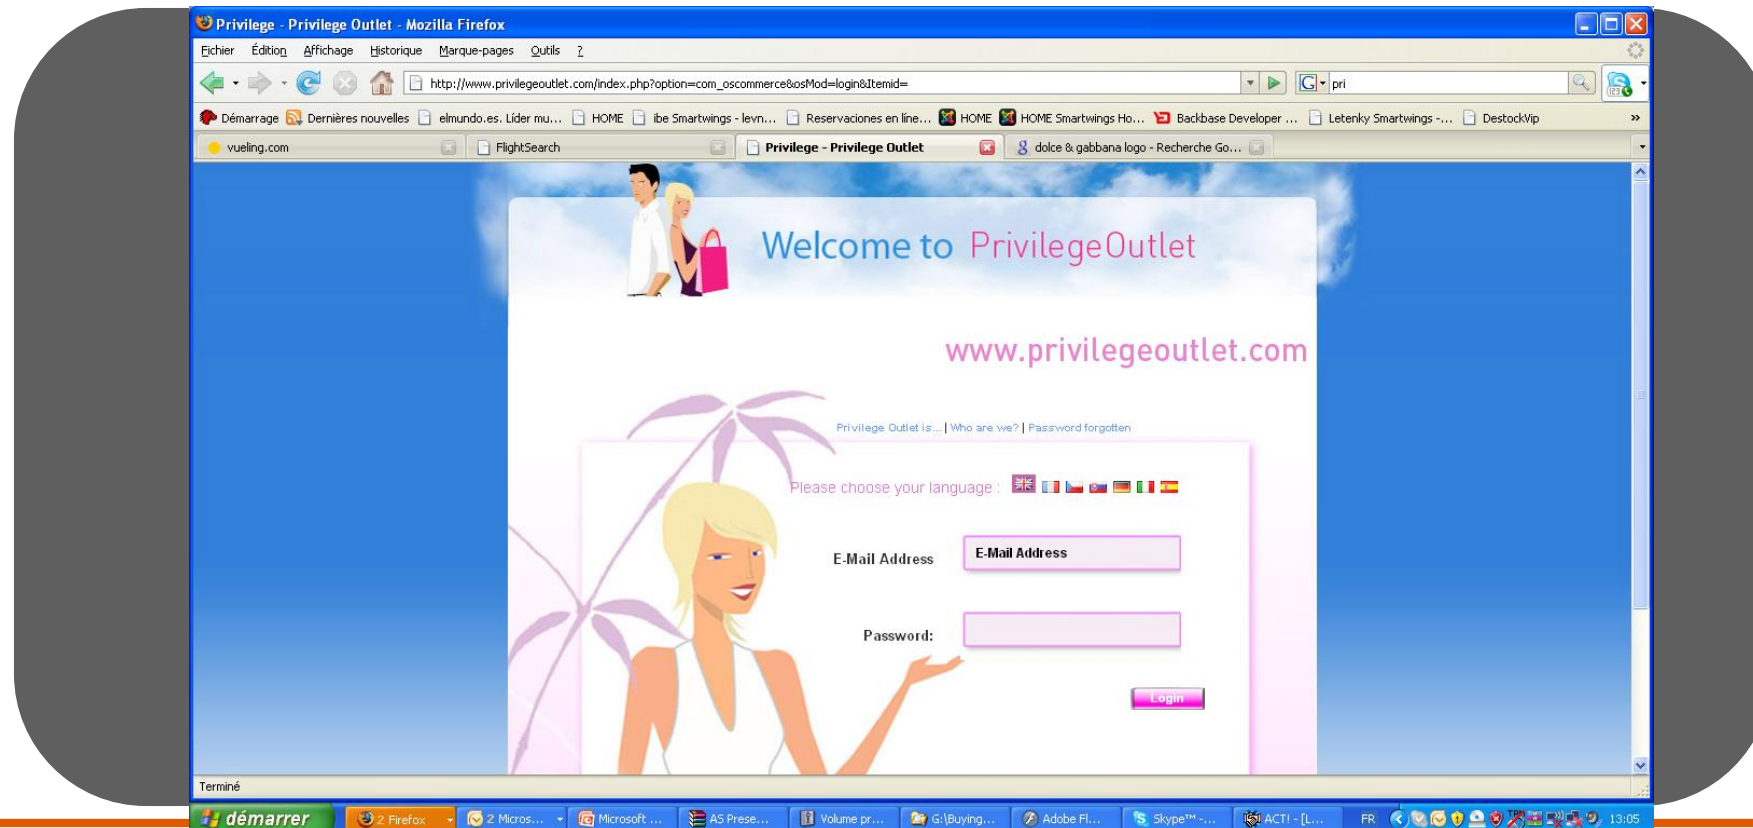 Privilege - Privilege Outlet - Mozilla Firefox
Fichier Édition Affichage Historique Marque-pages Outils ?
http://www.privilegeoutlet.com/index.php?option=com_oscommerce&osMod=login&Itemid= G pri
Démarrage Dernières nouvelles elmundo.es. Líder mu... HOME ibe Smartwings - levn... Reservaciones en líne... HOME HOME Smartwings Ho... Backbase Developer ... Letenky Smartwings -... DestockVip »
vueling.com FlightSearch Privilege - Privilege Outlet dolce & gabbana logo - Recherche Go...
Welcome to PrivilegeOutlet
www.privilegeoutlet.com
Privilege Outlet is... | Who are we? | Password forgotten
Please choose your language :
E-Mail Address E-Mail Address
Password:
Login
Terminé
démarrer 2 Firefox 2 Micros... Microsoft ... AS Prese... Volume pr... G:\Buying... Adobe Fl... Skype™ -... ACT! - [L... FR 13:05